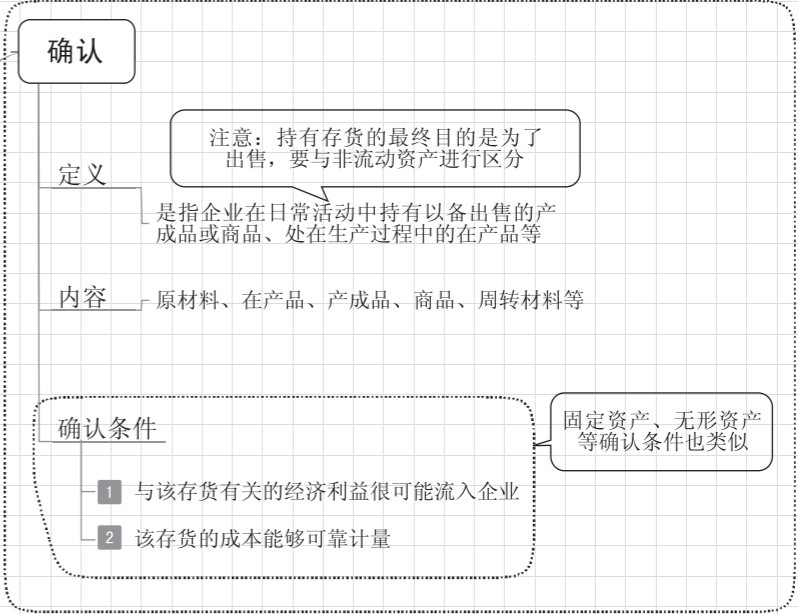 确认
注意：持有存货的最终目的是为了
出售，要与非流动资产进行区分
定义
是指企业在日常活动中持有以备出售的产
成品或商品、处在生产过程中的在产品等
内容
原材料、在产品、产成品、商品、周转材料等
确认条件
固定资产、无形资产
等确认条件也类似
1 与该存货有关的经济利益很可能流入企业
2 该存货的成本能够可靠计量